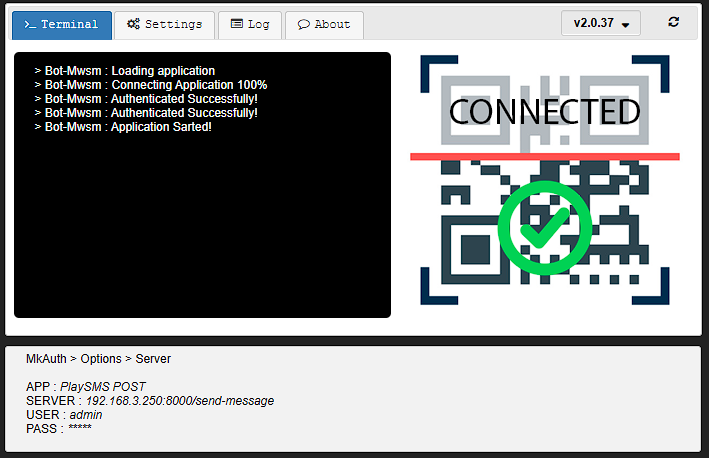 >_ Terminal
Settings
Log
About
v2.0.37
> Bot-Mwsm : Loading application
> Bot-Mwsm : Connecting Application 100%
> Bot-Mwsm : Authenticated Successfully!
> Bot-Mwsm : Authenticated Successfully!
> Bot-Mwsm : Application Sarted!
CONNECTED
MkAuth > Options > Server
APP : PlaySMS POST
SERVER : 192.168.3.250:8000/send-message
USER : admin
PASS : *****